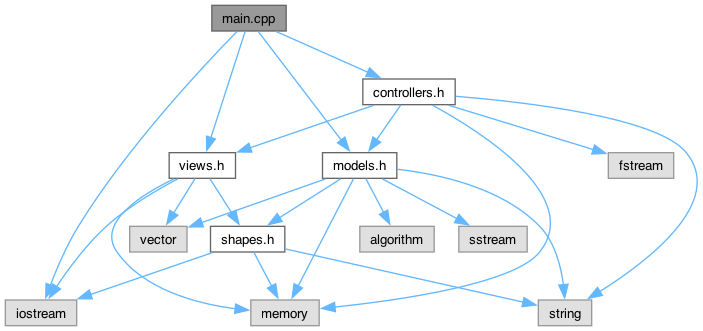 main.cpp
controllers.h
views.h
models.h
fstream
vector
shapes.h
algorithm
sstream
iostream
memory
string